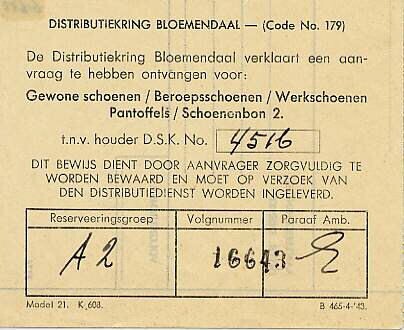 DISTRIBUTIEKRING BLOEMENDAAL — (Code No. 179)
De Distributiekring Bloemendaal verklaart een aan-
vraag te hebben ontvangen voor:
Gewone schoenen / Beroepsschoenen / Werkschoenen
Pantoffels / Schoenenbon 2.
t.n.v. houder D.S.K. No. 4516
DIT BEWIJS DIENT DOOR AANVRAGER ZORGVULDIG TE
WORDEN BEWAARD EN MOET OP VERZOEK VAN
DEN DISTRIBUTIEDIENST WORDEN INGELEVERD.
Reserveeringsgroep Volgnummer Paraaf Amb.
A2 16643
Model 21. K 608. B 465-4-'43.